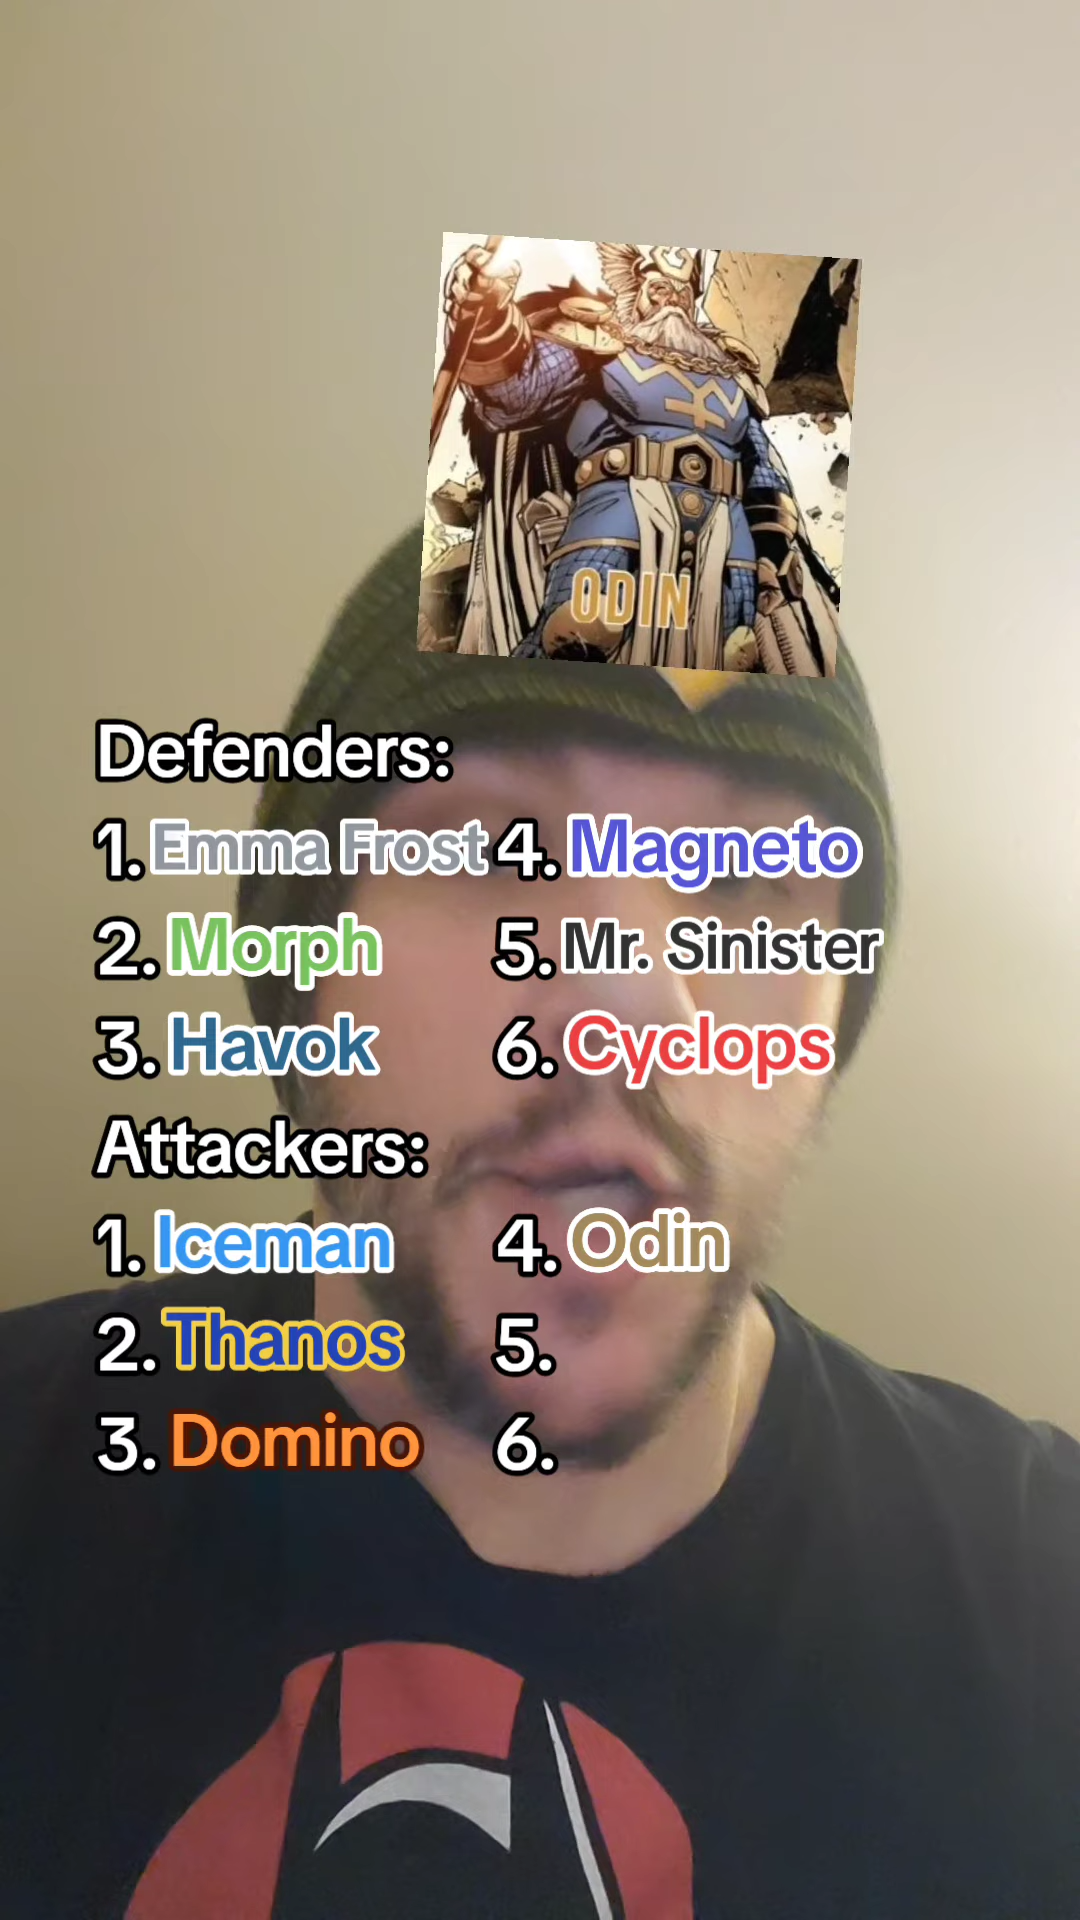 ODIN
Defenders:
1. Emma Frost 4. Magneto
2. Morph 5. Mr. Sinister
3. Havok 6. Cyclops
Attackers:
1. Iceman 4. Odin
2. Thanos 5.
3. Domino 6.